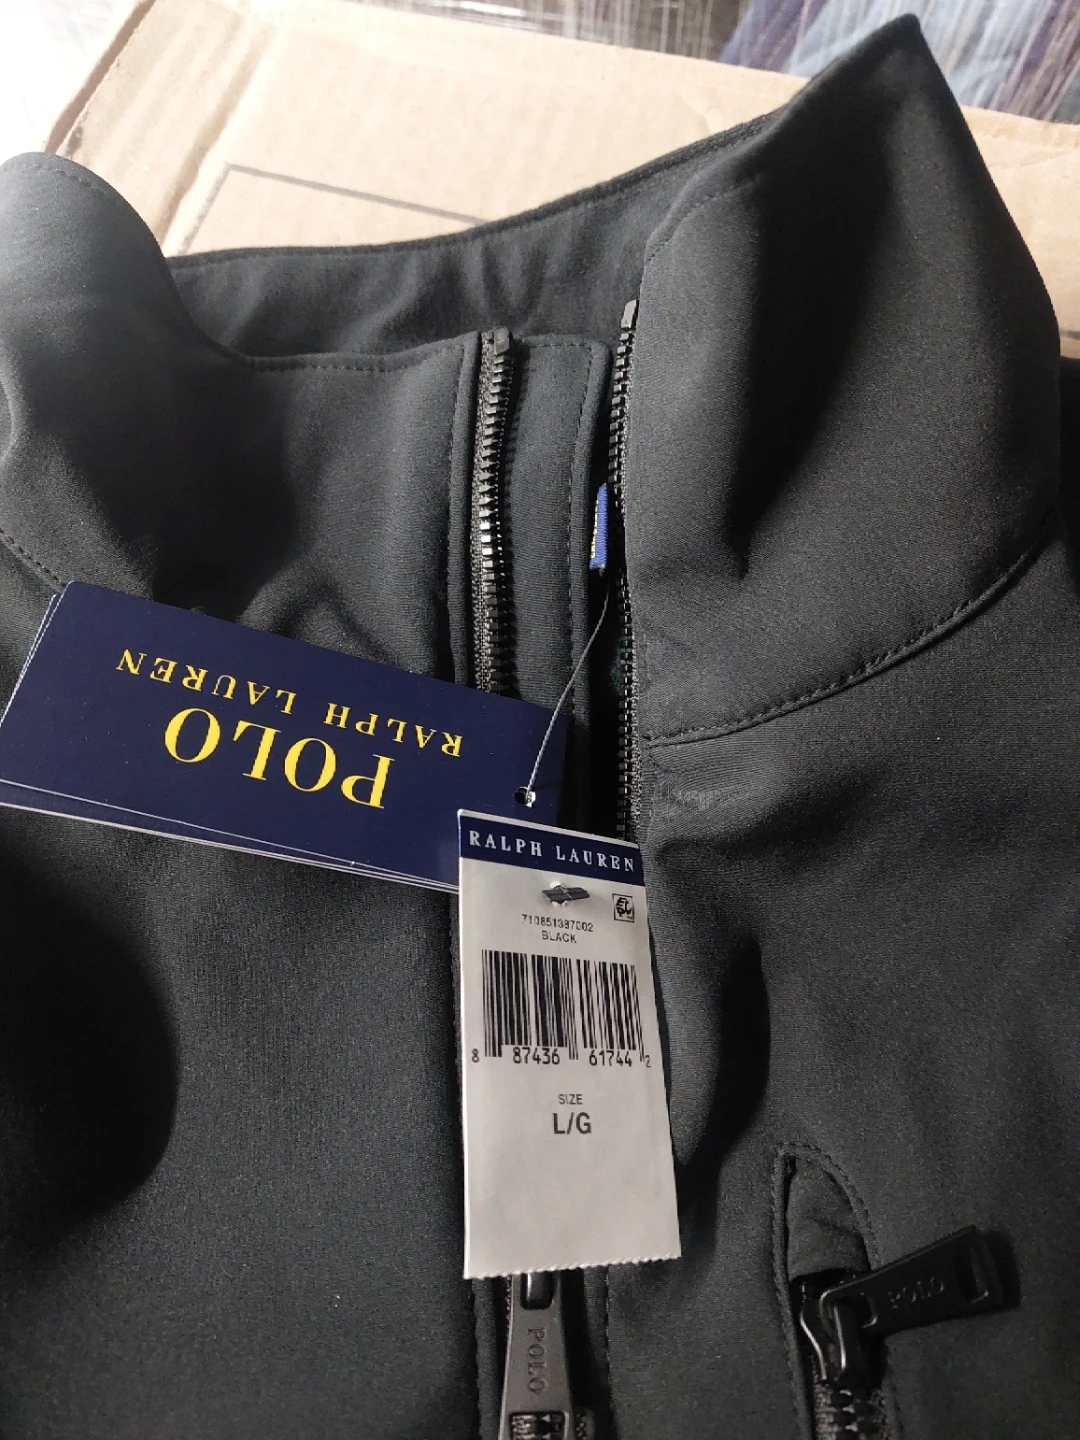 POLO
RALPH LAUREN
RALPH LAUREN
710851387002
BLACK
8 87436 61744 2
SIZE
L/G
POLO
POLO